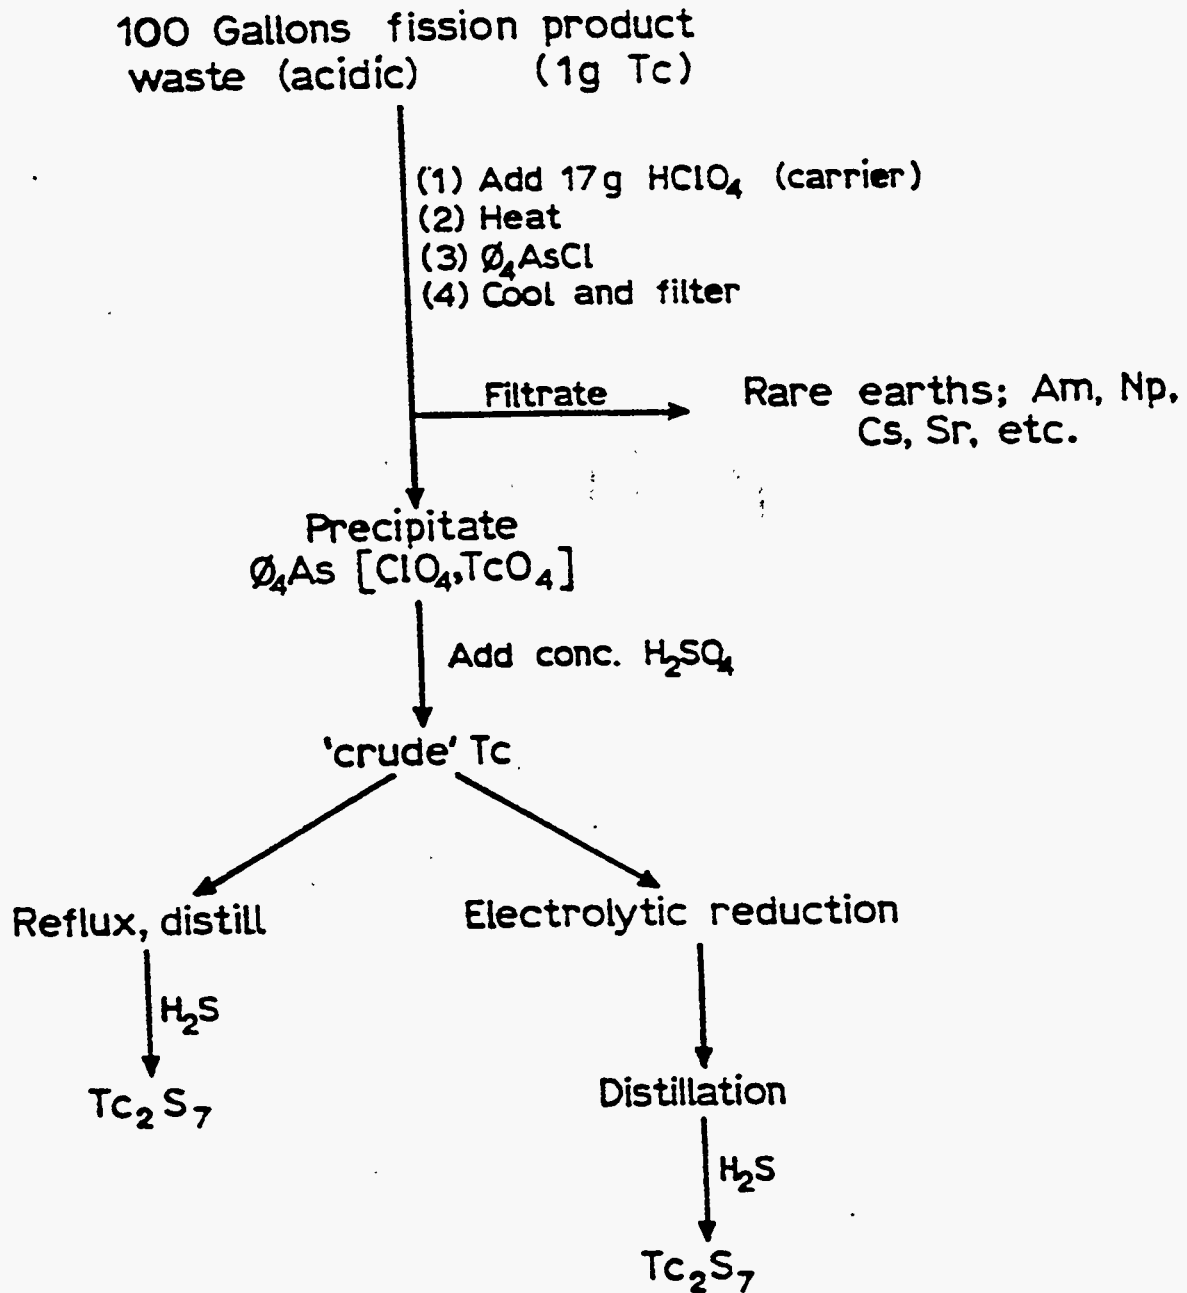 100 Gallons fission product
waste (acidic) (1g Tc)
(1) Add 17g HClO₄ (carrier)
(2) Heat
(3) Ø₄AsCl
(4) Cool and filter
Filtrate
Rare earths; Am, Np,
Cs, Sr, etc.
Precipitate
Ø₄As [ClO₄,TcO₄]
Add conc. H₂SO₄
'crude' Tc
Reflux, distill
Electrolytic reduction
H₂S
Tc₂S₇
Distillation
H₂S
Tc₂S₇